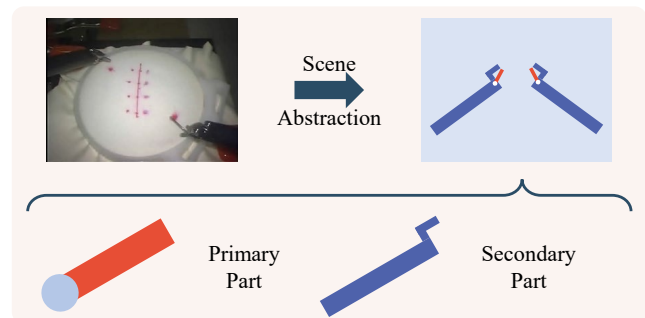 Scene
Abstraction
Primary
Part
Secondary
Part